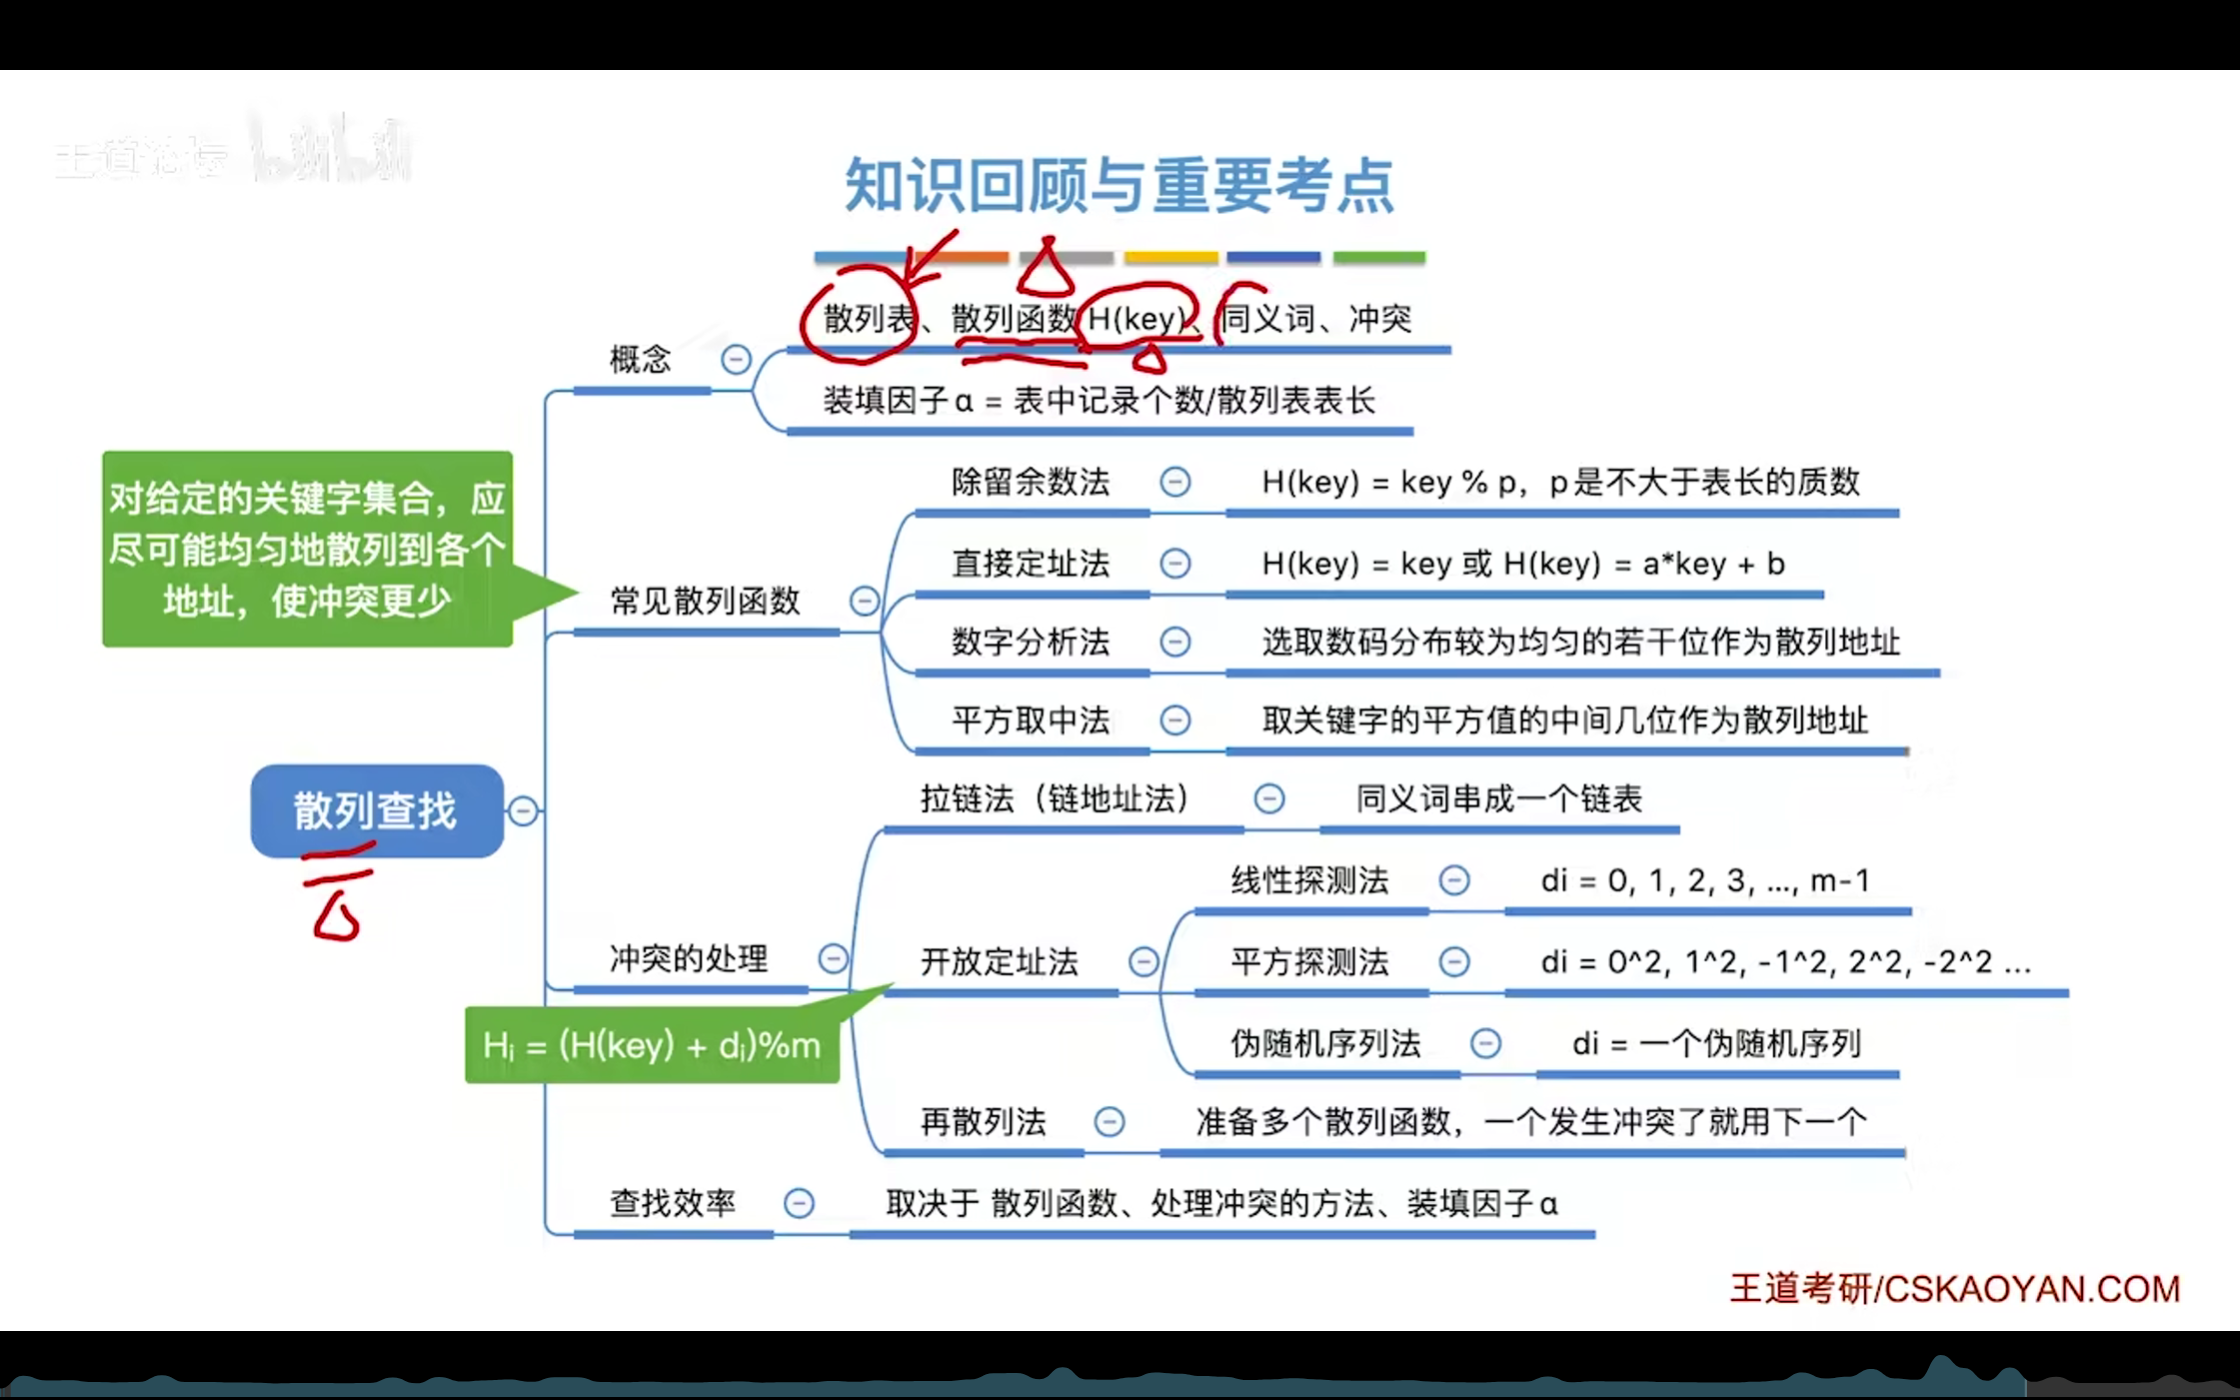 王道论坛
知识回顾与重要考点
散列表、散列函数 H(key)、同义词、冲突
概念
装填因子α = 表中记录个数/散列表表长
对给定的关键字集合，应
尽可能均匀地散列到各个
地址，使冲突更少
常见散列函数
除留余数法 H(key) = key % p，p是不大于表长的质数
直接定址法 H(key) = key 或 H(key) = a*key + b
数字分析法 选取数码分布较为均匀的若干位作为散列地址
平方取中法 取关键字的平方值的中间几位作为散列地址
散列查找
冲突的处理
拉链法（链地址法） 同义词串成一个链表
开放定址法
Hi = (H(key) + di)%m
线性探测法 di = 0, 1, 2, 3, ..., m-1
平方探测法 di = 0^2, 1^2, -1^2, 2^2, -2^2 ...
伪随机序列法 di = 一个伪随机序列
再散列法 准备多个散列函数，一个发生冲突了就用下一个
查找效率 取决于 散列函数、处理冲突的方法、装填因子α
王道考研/CSKAOYAN.COM